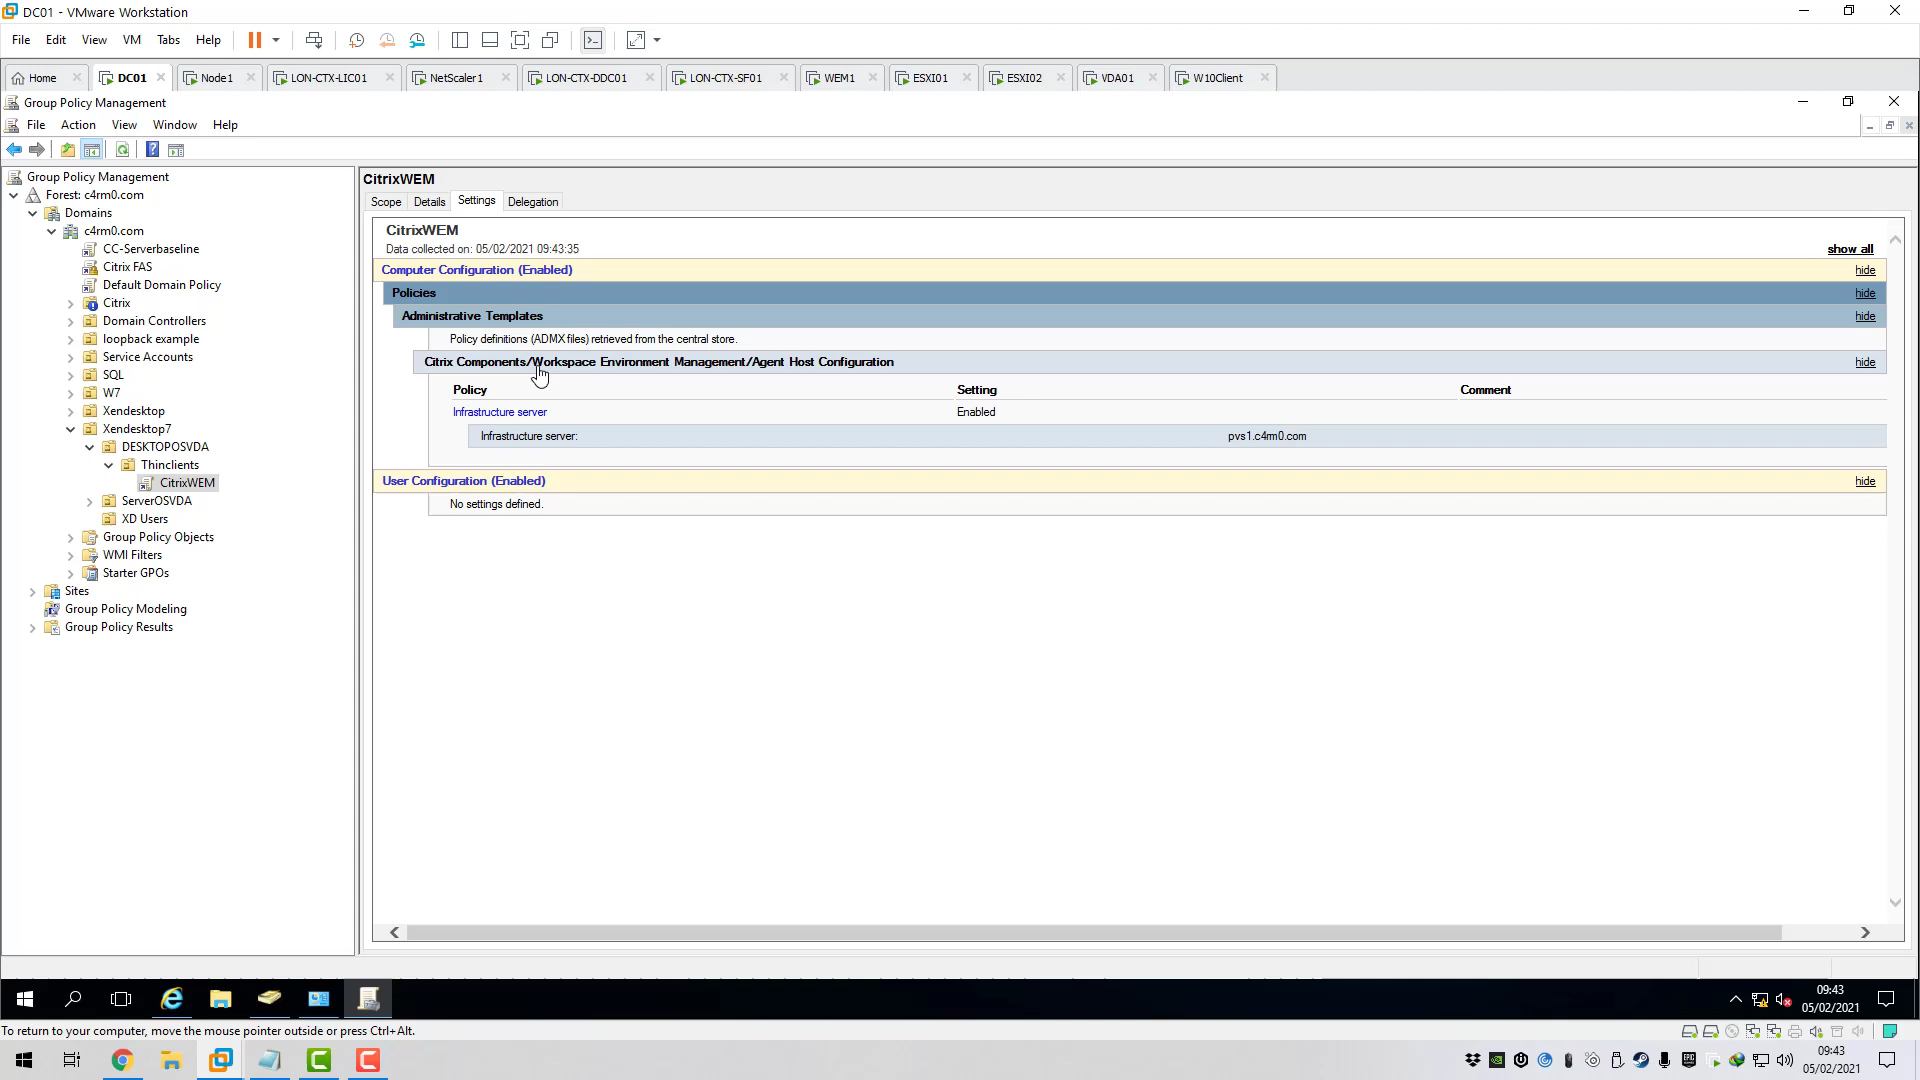 DC01 - VMware Workstation
File Edit View VM Tabs Help
Home DC01 Node1 LON-CTX-LIC01 NetScaler1 LON-CTX-DDC01 LON-CTX-SF01 WEM1 ESXI01 ESXI02 VDA01 W10Client
Group Policy Management
File Action View Window Help
Group Policy Management
Forest: c4rm0.com
Domains
c4rm0.com
CC-Serverbaseline
Citrix FAS
Default Domain Policy
Citrix
Domain Controllers
loopback example
Service Accounts
SQL
W7
Xendesktop
Xendesktop7
DESKTOPOSVDA
Thinclients
CitrixWEM
ServerOSVDA
XD Users
Group Policy Objects
WMI Filters
Starter GPOs
Sites
Group Policy Modeling
Group Policy Results
CitrixWEM
Scope Details Settings Delegation
CitrixWEM
Data collected on: 05/02/2021 09:43:35
show all
Computer Configuration (Enabled) hide
Policies hide
Administrative Templates hide
Policy definitions (ADMX files) retrieved from the central store.
Citrix Components/Workspace Environment Management/Agent Host Configuration hide
Policy Setting Comment
Infrastructure server Enabled
Infrastructure server: pvs1.c4rm0.com
User Configuration (Enabled) hide
No settings defined.
09:43
05/02/2021
To return to your computer, move the mouse pointer outside or press Ctrl+Alt.
09:43
05/02/2021